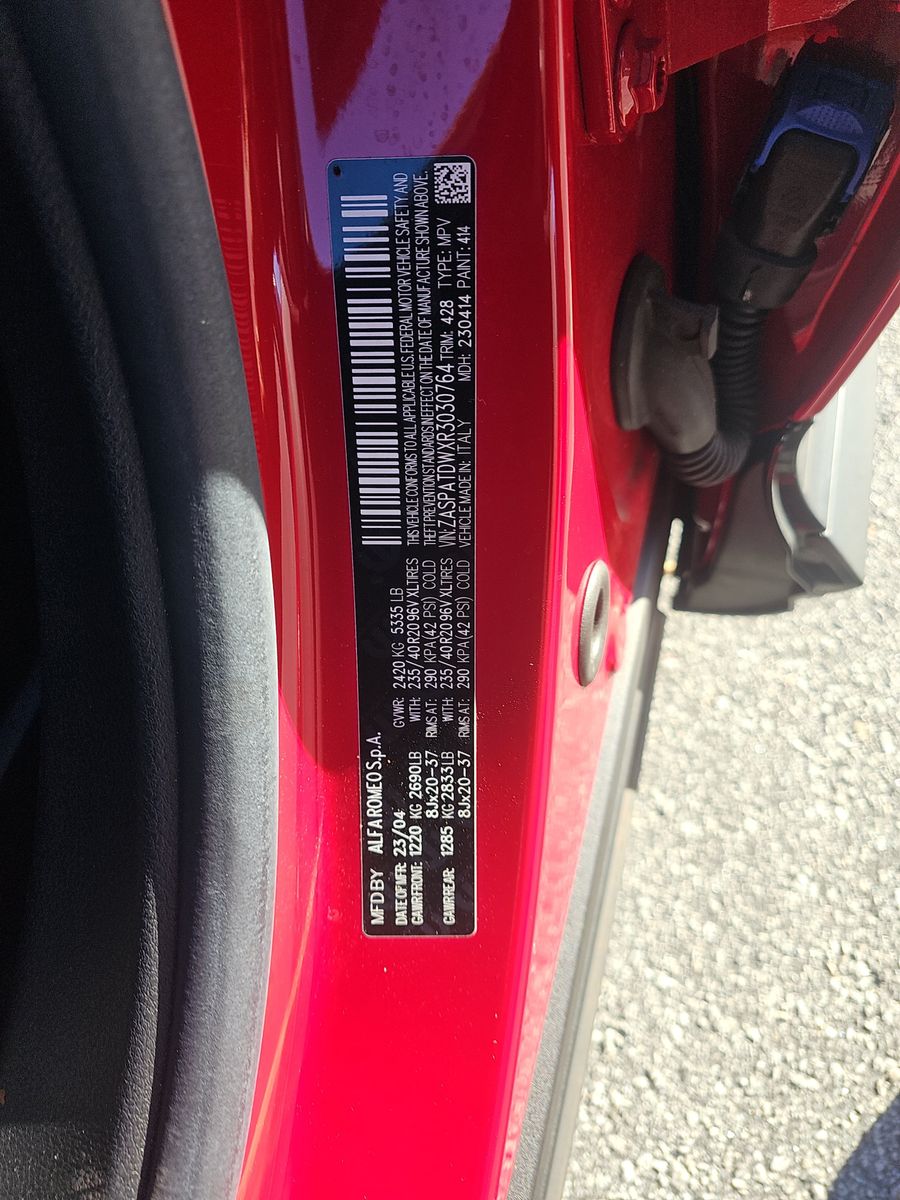 MFD BY ALFA ROMEO S.p.A.
DATE OF MFR: 23/04 GVWR: 2420 KG 5335 LB
GAWR FRONT: 1220 KG 2690 LB WITH: 235/40R20 96V XL TIRES
8Jx20-37 RIMS AT: 290 KPA (42 PSI) COLD
GAWR REAR: 1285 KG 2833 LB WITH: 235/40R20 96V XL TIRES
8Jx20-37 RIMS AT: 290 KPA (42 PSI) COLD
THIS VEHICLE CONFORMS TO ALL APPLICABLE U.S. FEDERAL MOTOR VEHICLE SAFETY AND
THEFT PREVENTION STANDARDS IN EFFECT ON THE DATE OF MANUFACTURE SHOWN ABOVE.
VIN: ZASPATDWXR3030764 TRIM: 428 TYPE: MPV
VEHICLE MADE IN: ITALY MDH: 230414 PAINT: 414